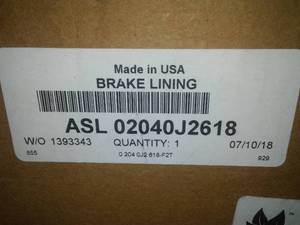 Made in USA
BRAKE LINING
ASL 02040J2618
W/O 1393343 QUANTITY: 1 07/10/18
855 0 204 0J2 618-F2T 929